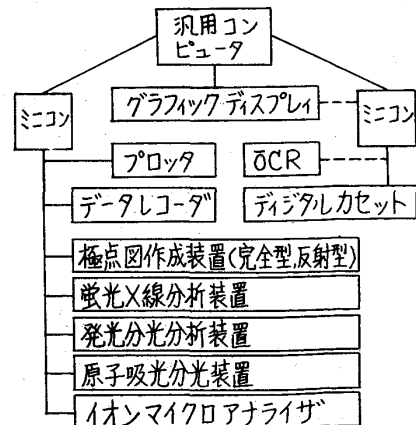 汎用コン
ピュータ
ミニコン
グラフィックディスプレイ
ミニコン
プロッタ
OCR
データレコーダ
ディジタルカセット
極点図作成装置(完全型,反射型)
蛍光X線分析装置
発光分光分析装置
原子吸光分光装置
イオンマイクロアナライザ